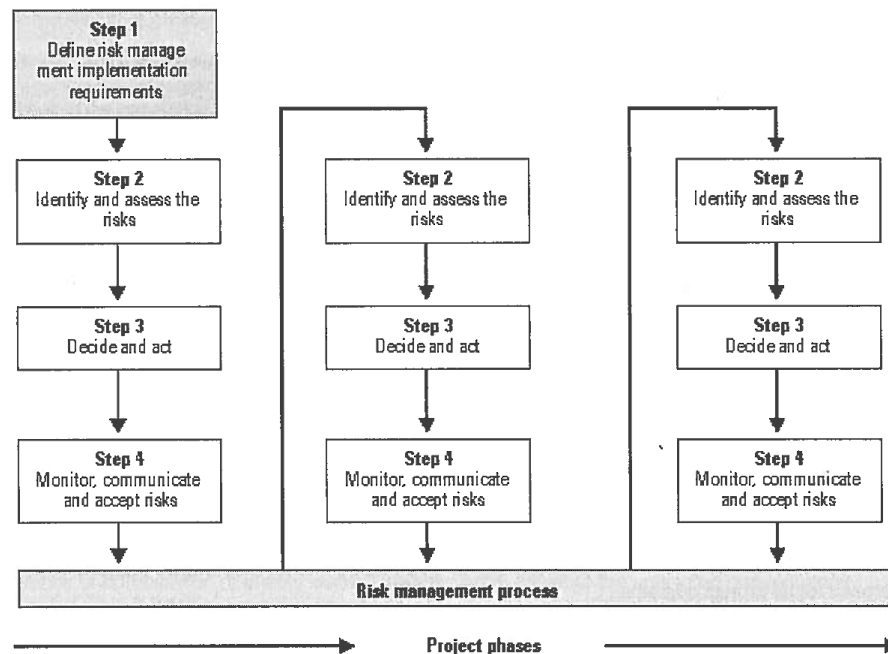 Step 1
Define risk manage
ment implementation
requirements
Step 2
Identify and assess the
risks
Step 3
Decide and act
Step 4
Monitor, communicate
and accept risks
Step 2
Identify and assess the
risks
Step 3
Decide and act
Step 4
Monitor, communicate
and accept risks
Step 2
Identify and assess the
risks
Step 3
Decide and act
Step 4
Monitor, communicate
and accept risks
Risk management process
Project phases